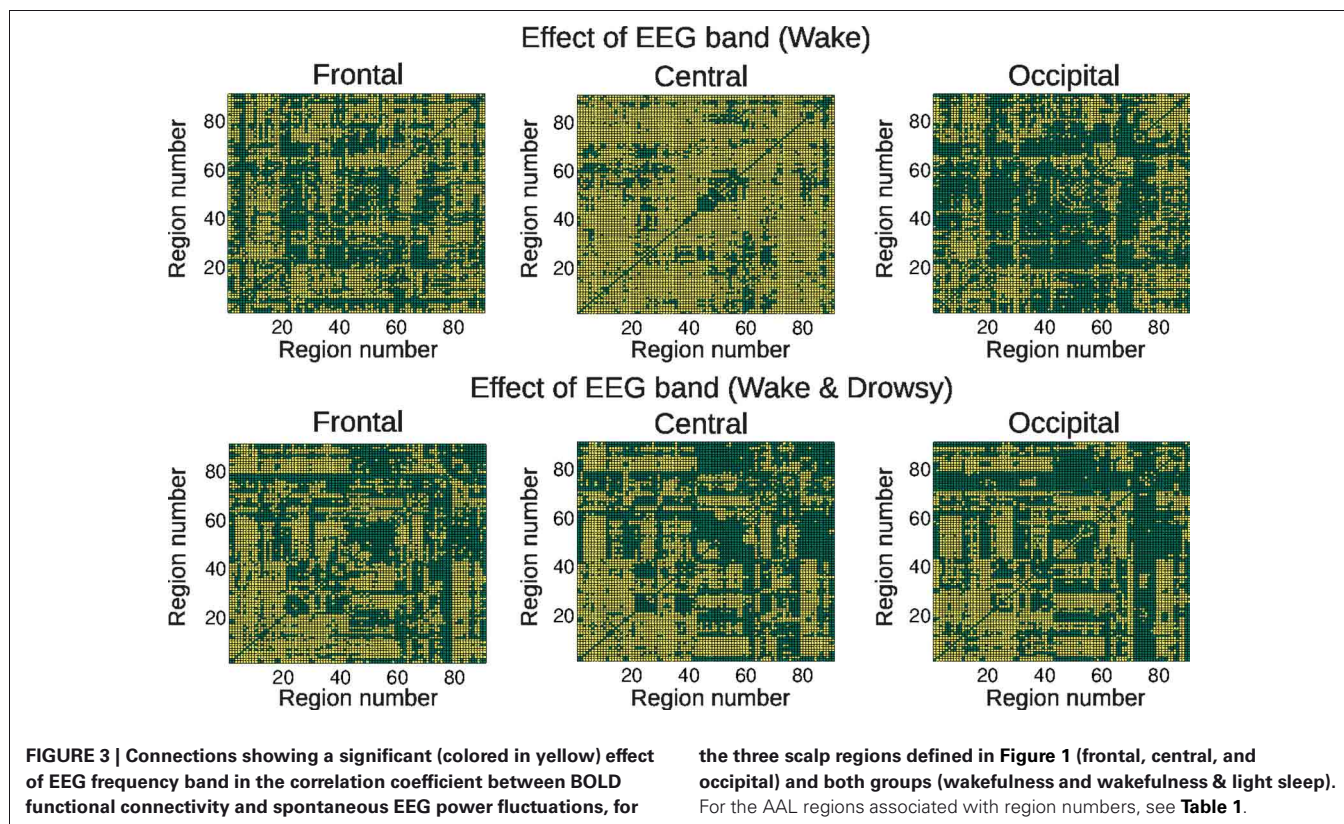 Effect of EEG band (Wake)
Frontal
Central
Occipital
Region number
80
60
40
20
20 40 60 80
Region number
Region number
80
60
40
20
20 40 60 80
Region number
Region number
80
60
40
20
20 40 60 80
Region number
Effect of EEG band (Wake & Drowsy)
Frontal
Central
Occipital
Region number
80
60
40
20
20 40 60 80
Region number
Region number
80
60
40
20
20 40 60 80
Region number
Region number
80
60
40
20
20 40 60 80
Region number
FIGURE 3 | Connections showing a significant (colored in yellow) effect
of EEG frequency band in the correlation coefficient between BOLD
functional connectivity and spontaneous EEG power fluctuations, for
the three scalp regions defined in Figure 1 (frontal, central, and
occipital) and both groups (wakefulness and wakefulness & light sleep).
For the AAL regions associated with region numbers, see Table 1.